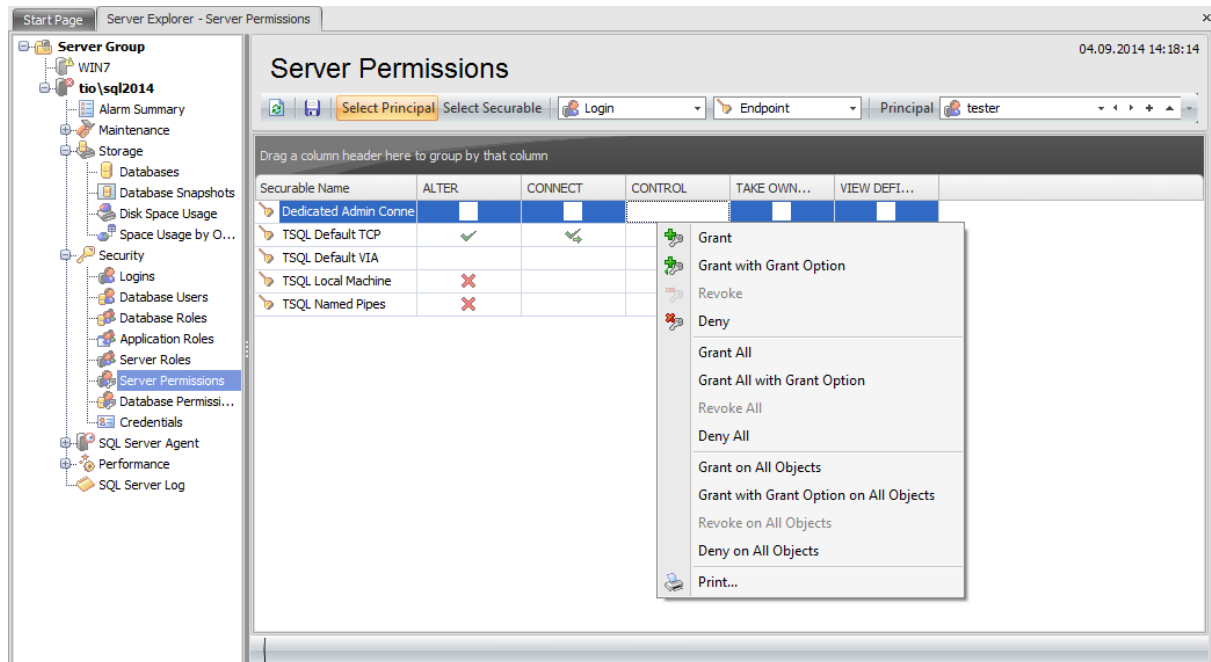 Start Page
Server Explorer - Server Permissions
Server Group
WIN7
tio\sql2014
Alarm Summary
Maintenance
Storage
Databases
Database Snapshots
Disk Space Usage
Space Usage by O...
Security
Logins
Database Users
Database Roles
Application Roles
Server Roles
Server Permissions
Database Permissi...
Credentials
SQL Server Agent
Performance
SQL Server Log
04.09.2014 14:18:14
Server Permissions
Select Principal Select Securable Login Endpoint Principal tester
Drag a column header here to group by that column
Securable Name ALTER CONNECT CONTROL TAKE OWN... VIEW DEFI...
Dedicated Admin Conne
TSQL Default TCP
TSQL Default VIA
TSQL Local Machine
TSQL Named Pipes
Grant
Grant with Grant Option
Revoke
Deny
Grant All
Grant All with Grant Option
Revoke All
Deny All
Grant on All Objects
Grant with Grant Option on All Objects
Revoke on All Objects
Deny on All Objects
Print...